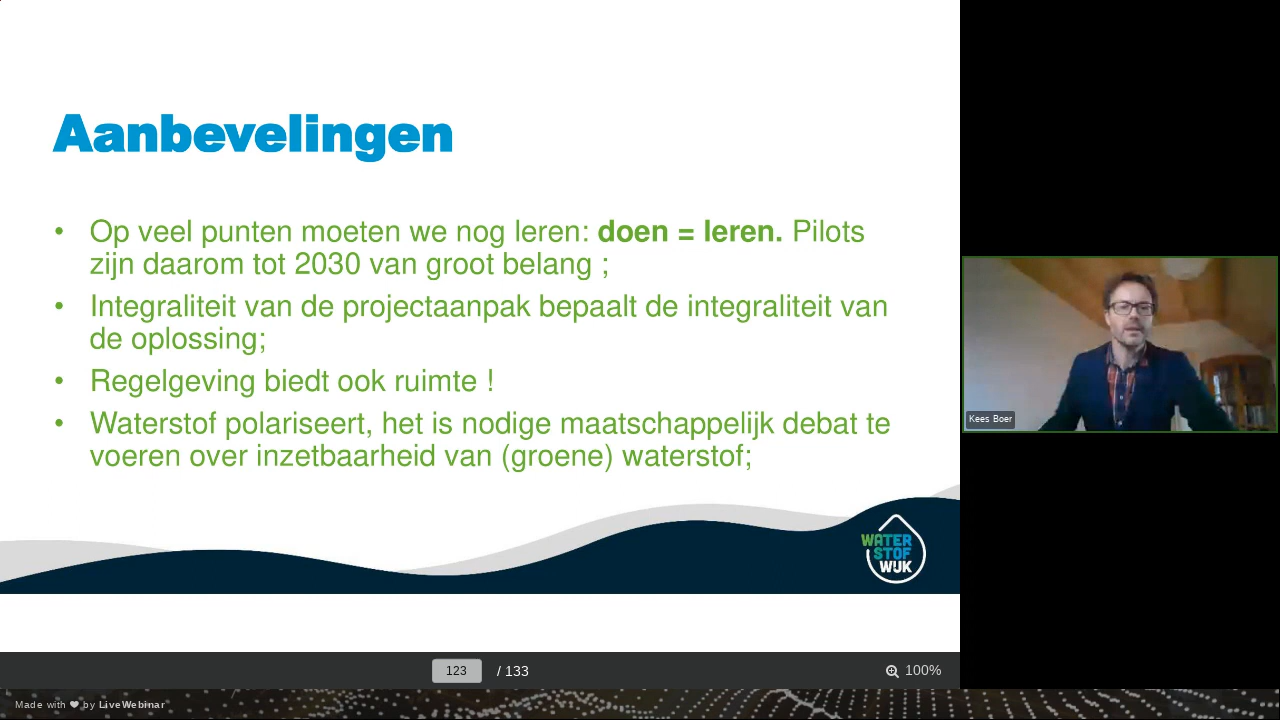 Aanbevelingen
• Op veel punten moeten we nog leren: doen = leren. Pilots
zijn daarom tot 2030 van groot belang ;
• Integraliteit van de projectaanpak bepaalt de integraliteit van
de oplossing;
• Regelgeving biedt ook ruimte !
• Waterstof polariseert, het is nodige maatschappelijk debat te
voeren over inzetbaarheid van (groene) waterstof;
WATER
STOF
WIJK
Kees Boer
123 / 133
100%
Made with ❤ by LiveWebinar